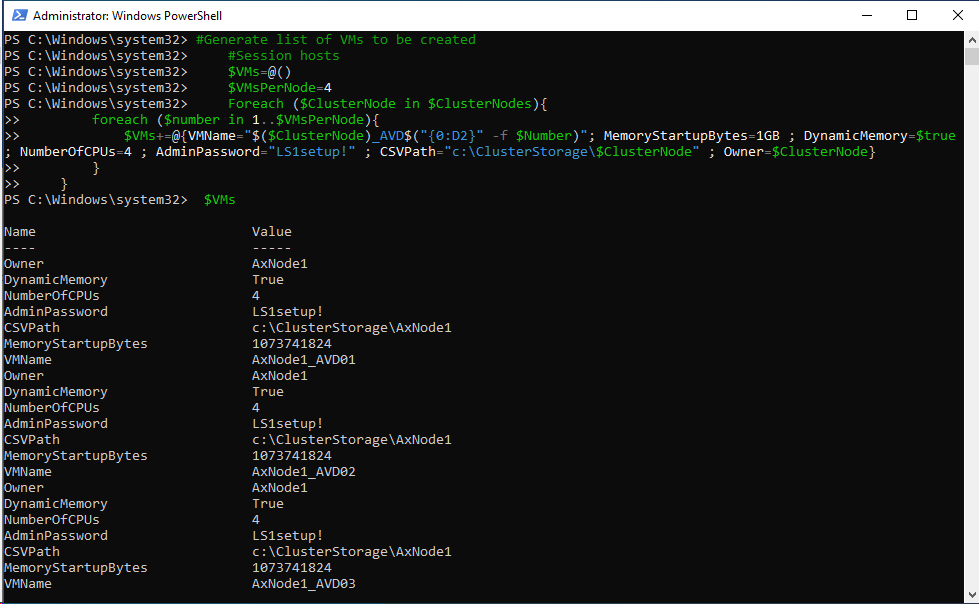 Administrator: Windows PowerShell
PS C:\Windows\system32> #Generate list of VMs to be created
PS C:\Windows\system32>     #Session hosts
PS C:\Windows\system32>     $VMs=@()
PS C:\Windows\system32>     $VMsPerNode=4
PS C:\Windows\system32>     Foreach ($ClusterNode in $ClusterNodes){
>>         foreach ($number in 1..$VMsPerNode){
>>             $VMs+=@{VMName="$($ClusterNode)_AVD$("{0:D2}" -f $Number)"; MemoryStartupBytes=1GB ; DynamicMemory=$true
; NumberOfCPUs=4 ; AdminPassword="LS1setup!" ; CSVPath="c:\ClusterStorage\$ClusterNode" ; Owner=$ClusterNode}
>>         }
>>     }
PS C:\Windows\system32>  $VMs
Name                           Value
----                           -----
Owner                          AxNode1
DynamicMemory                  True
NumberOfCPUs                   4
AdminPassword                  LS1setup!
CSVPath                        c:\ClusterStorage\AxNode1
MemoryStartupBytes             1073741824
VMName                         AxNode1_AVD01
Owner                          AxNode1
DynamicMemory                  True
NumberOfCPUs                   4
AdminPassword                  LS1setup!
CSVPath                        c:\ClusterStorage\AxNode1
MemoryStartupBytes             1073741824
VMName                         AxNode1_AVD02
Owner                          AxNode1
DynamicMemory                  True
NumberOfCPUs                   4
AdminPassword                  LS1setup!
CSVPath                        c:\ClusterStorage\AxNode1
MemoryStartupBytes             1073741824
VMName                         AxNode1_AVD03